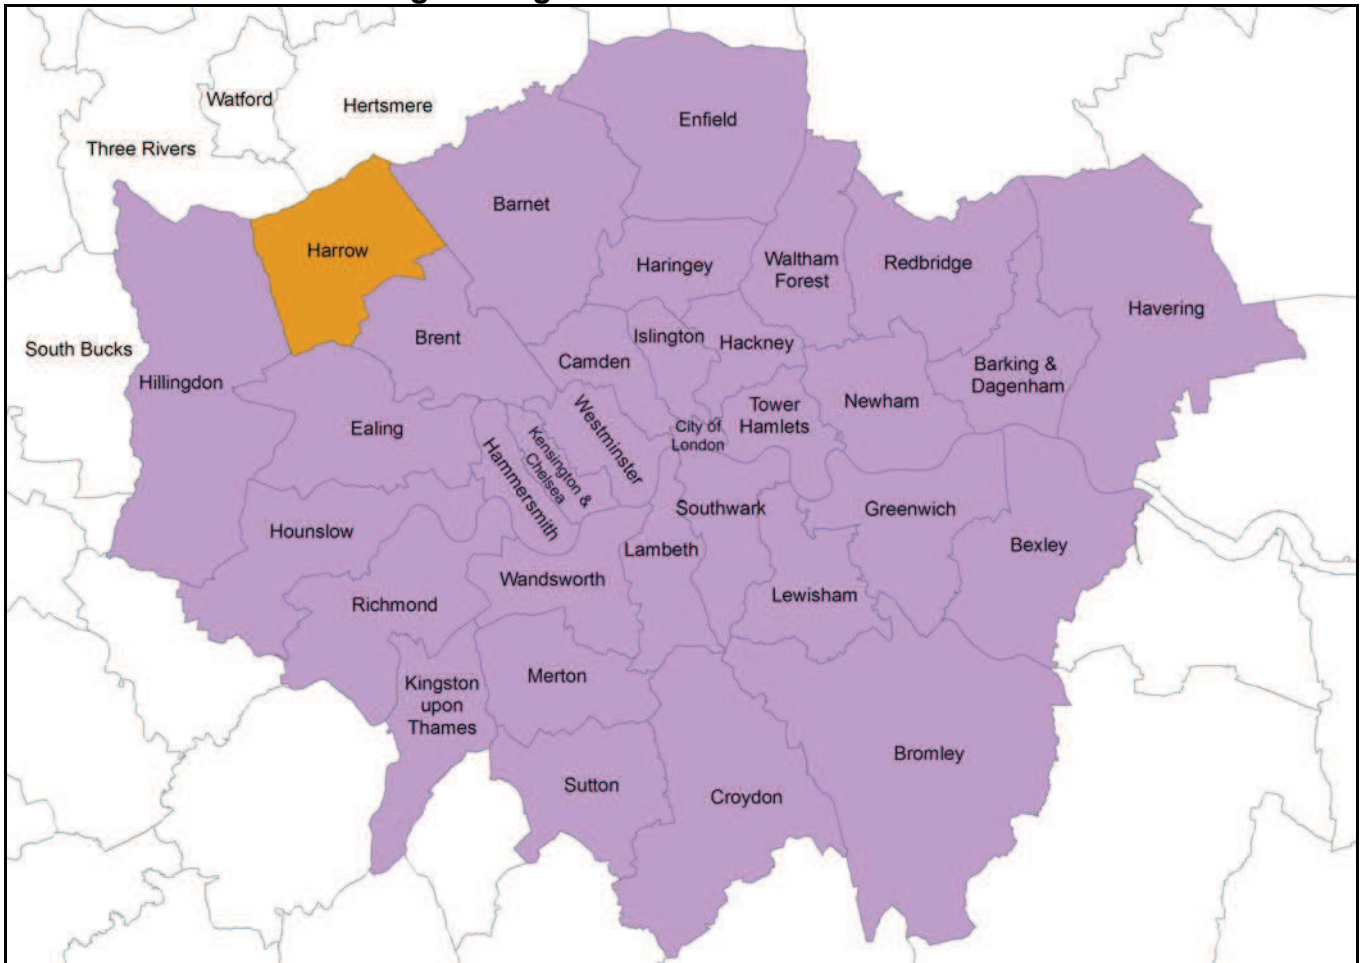 Watford
Hertsmere
Three Rivers
Enfield
Barnet
Harrow
Haringey
Waltham
Forest
Redbridge
Havering
South Bucks
Hillingdon
Brent
Camden
Islington
Hackney
Barking &
Dagenham
Ealing
Westminster
Kensington &
Chelsea
Hammersmith
City of
London
Tower
Hamlets
Newham
Hounslow
Southwark
Greenwich
Lambeth
Bexley
Wandsworth
Richmond
Lewisham
Kingston
upon
Thames
Merton
Bromley
Sutton
Croydon